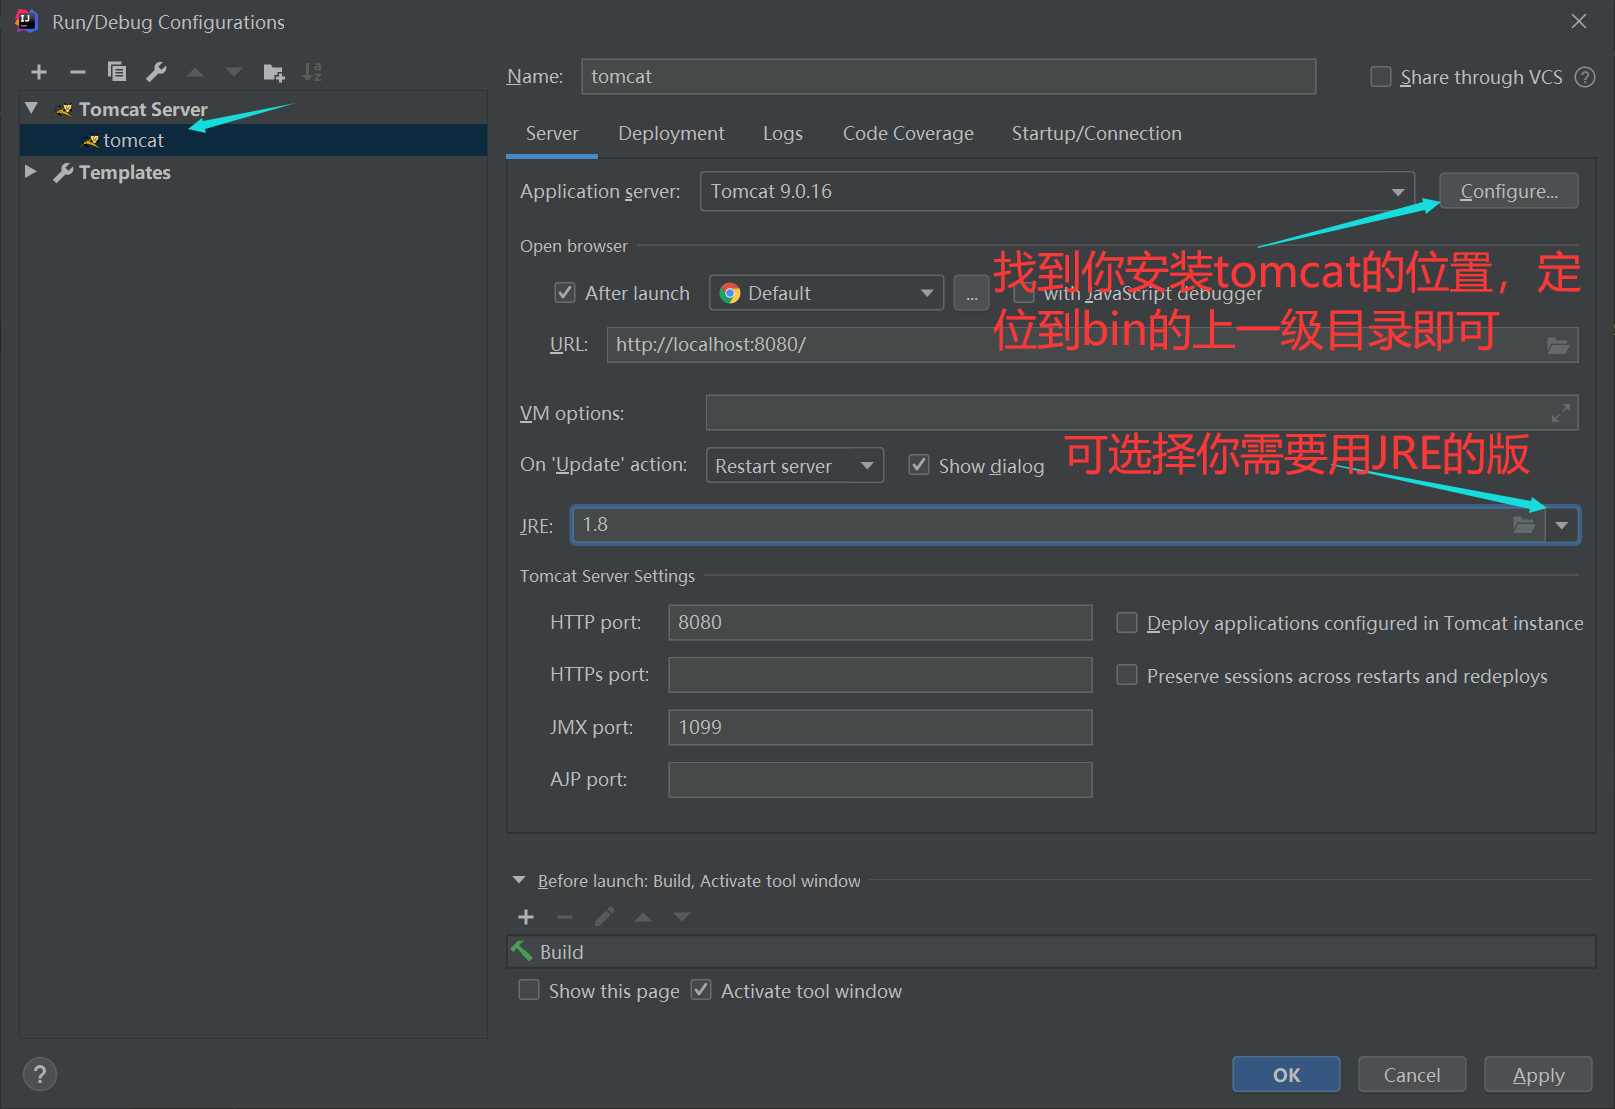 Run/Debug Configurations
Name: tomcat
Share through VCS
Tomcat Server
tomcat
Templates
Server Deployment Logs Code Coverage Startup/Connection
Application server: Tomcat 9.0.16 Configure...
Open browser
After launch Default ... with JavaScript debugger
找到你安装tomcat的位置，定
位到bin的上一级目录即可
URL: http://localhost:8080/
VM options:
可选择你需要用JRE的版
On 'Update' action: Restart server Show dialog
JRE: 1.8
Tomcat Server Settings
HTTP port: 8080 Deploy applications configured in Tomcat instance
HTTPs port: Preserve sessions across restarts and redeploys
JMX port: 1099
AJP port:
Before launch: Build, Activate tool window
Build
Show this page Activate tool window
? OK Cancel Apply